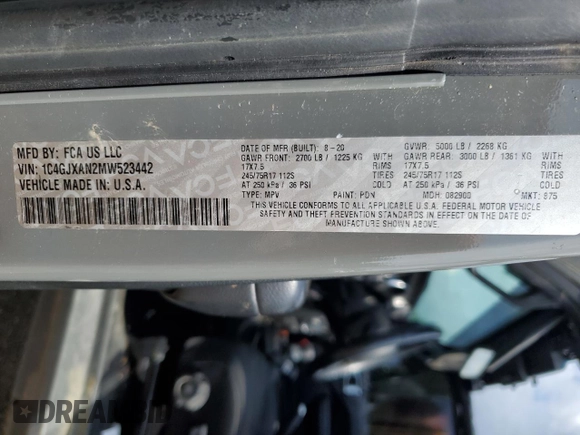 MFD BY: FCA US LLC
VIN: 1C4GJXAN2MW523442
VEHICLE MADE IN: U.S.A.
DATE OF MFR (BUILT): 8-20 GVWR: 5000 LB / 2268 KG
GAWR FRONT: 2700 LB / 1225 KG WITH GAWR REAR: 3000 LB / 1361 KG WITH
17X7.5 RIMS 17X7.5 RIMS
245/75R17 112S TIRES 245/75R17 112S TIRES
AT 250 kPa / 36 PSI AT 250 kPa / 36 PSI
TYPE: MPV PAINT: PDN MDH: 082900 MKT: 875
THIS VEHICLE CONFORMS TO ALL APPLICABLE U.S.A. FEDERAL MOTOR VEHICLE
SAFETY AND THEFT PREVENTION STANDARDS IN EFFECT ON THE DATE OF
MANUFACTURE SHOWN ABOVE.